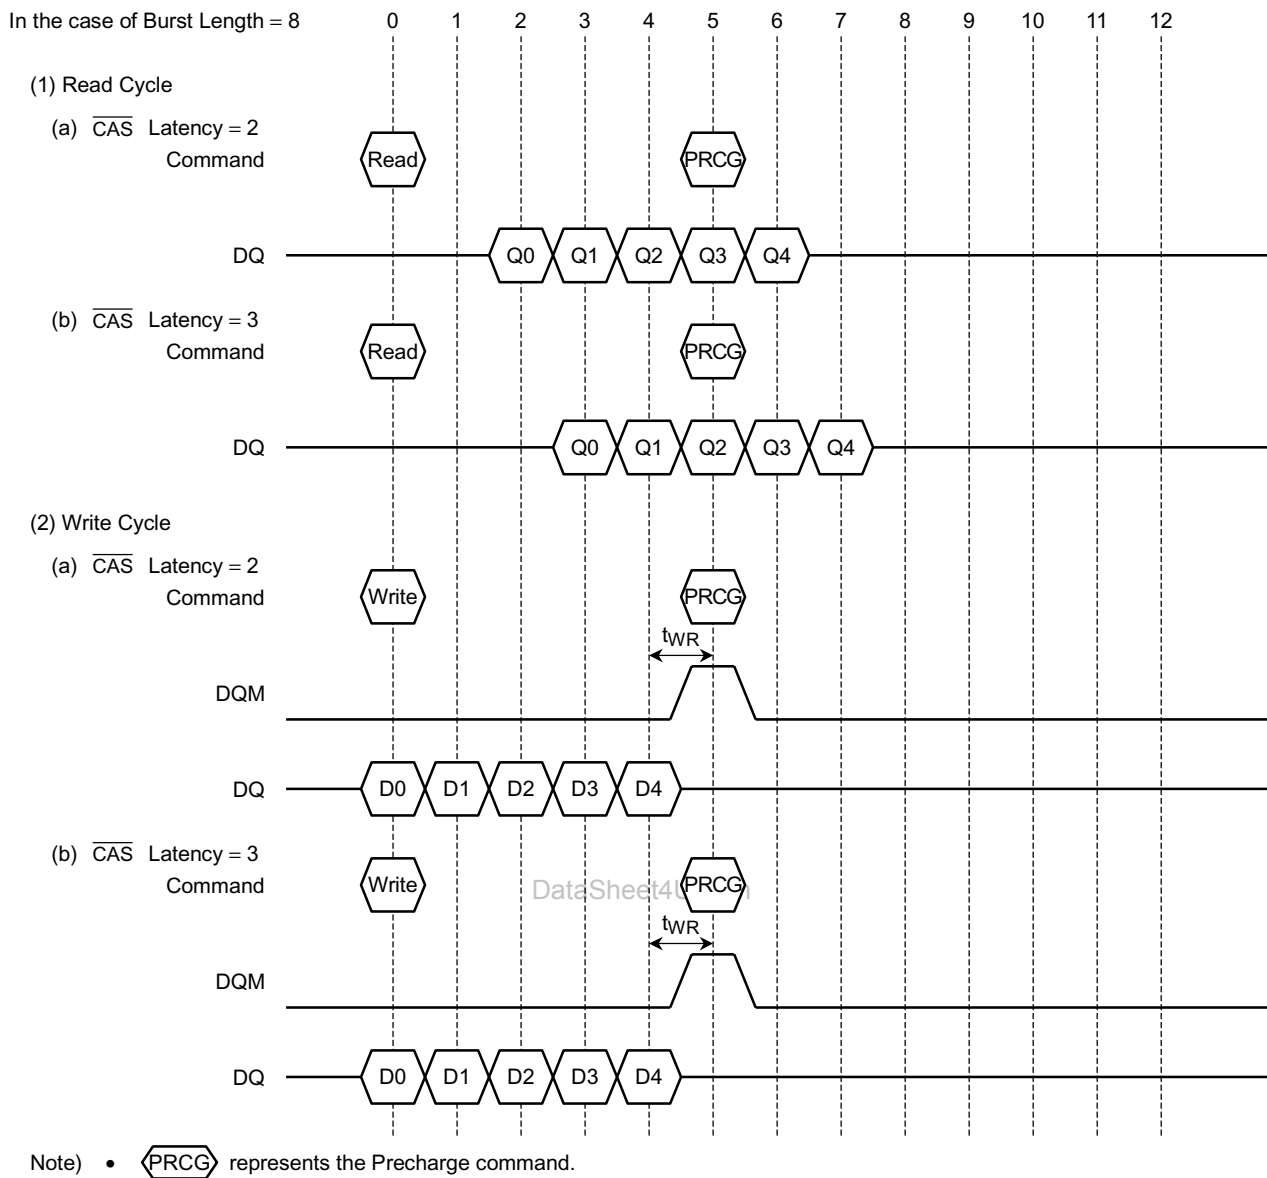 In the case of Burst Length = 8 0 1 2 3 4 5 6 7 8 9 10 11 12
(1) Read Cycle
(a) CAS Latency = 2
Command Read PRCG
DQ Q0 Q1 Q2 Q3 Q4
(b) CAS Latency = 3
Command Read PRCG
DQ Q0 Q1 Q2 Q3 Q4
(2) Write Cycle
(a) CAS Latency = 2
Command Write PRCG
tWR
DQM
DQ D0 D1 D2 D3 D4
(b) CAS Latency = 3
Command Write DataSheet4U PRCG
tWR
DQM
DQ D0 D1 D2 D3 D4
Note) • PRCG represents the Precharge command.